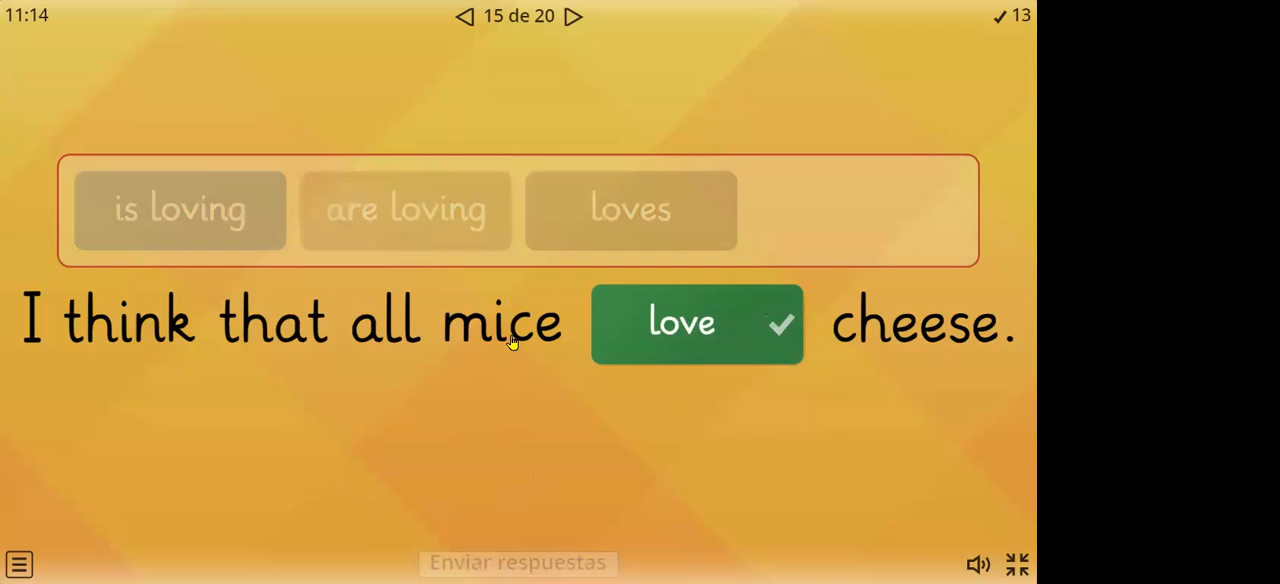 11:14 15 de 20 13
is loving are loving loves
I think that all mice love cheese.
Enviar respuestas